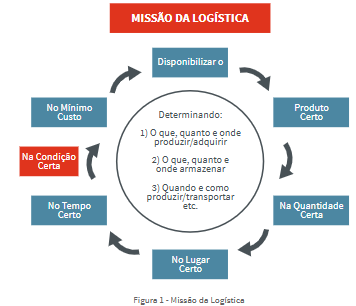 MISSÃO DA LOGÍSTICA
Disponibilizar o
Produto
Certo
Na Quantidade
Certa
No Lugar
Certo
No Tempo
Certo
Na Condição
Certa
No Mínimo
Custo
Determinando:
1) O que, quanto e onde
produzir/adquirir
2) O que, quanto e
onde armazenar
3) Quando e como
produzir/transportar
etc.
Figura 1 - Missão da Logística